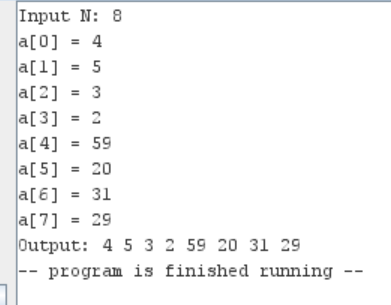 Input N: 8
a[0] = 4
a[1] = 5
a[2] = 3
a[3] = 2
a[4] = 59
a[5] = 20
a[6] = 31
a[7] = 29
Output: 4 5 3 2 59 20 31 29
-- program is finished running --